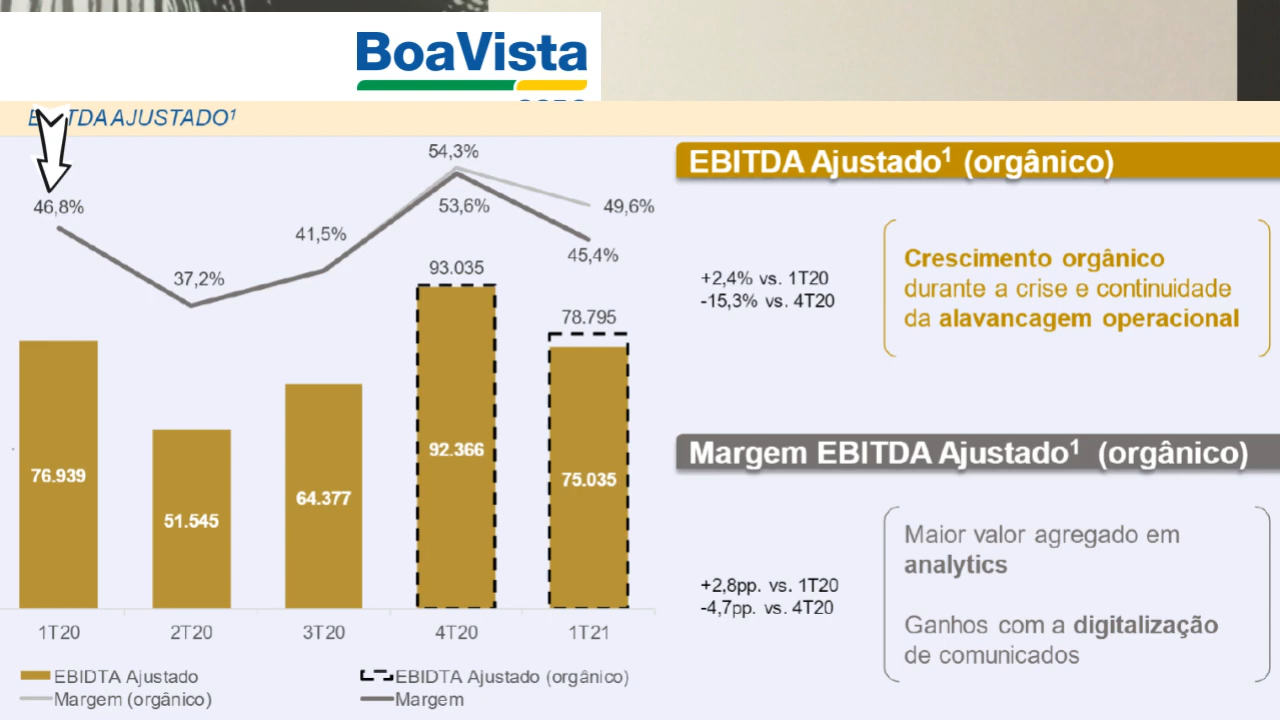 BoaVista
TDA AJUSTADO¹
54,3%
46,8%
53,6%
49,6%
41,5%
45,4%
37,2%
93.035
78.795
76.939
51.545
64.377
92.366
75.035
1T20
2T20
3T20
4T20
1T21
EBIDTA Ajustado
EBIDTA Ajustado (orgânico)
Margem (orgânico)
Margem
EBITDA Ajustado¹ (orgânico)
+2,4% vs. 1T20
-15,3% vs. 4T20
Crescimento orgânico
durante a crise e continuidade
da alavancagem operacional
Margem EBITDA Ajustado¹ (orgânico)
+2,8pp. vs. 1T20
-4,7pp. vs. 4T20
Maior valor agregado em
analytics
Ganhos com a digitalização
de comunicados